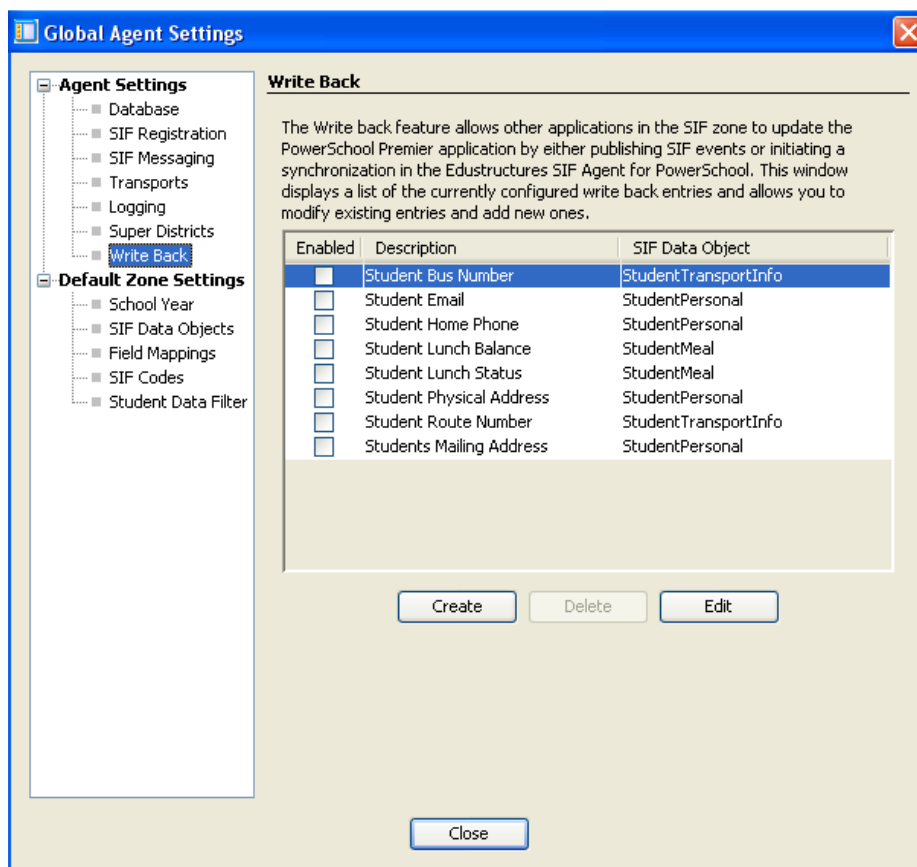 Global Agent Settings
Agent Settings
Database
SIF Registration
SIF Messaging
Transports
Logging
Super Districts
Write Back
Default Zone Settings
School Year
SIF Data Objects
Field Mappings
SIF Codes
Student Data Filter
Write Back
The Write back feature allows other applications in the SIF zone to update the
PowerSchool Premier application by either publishing SIF events or initiating a
synchronization in the Edustructures SIF Agent for PowerSchool. This window
displays a list of the currently configured write back entries and allows you to
modify existing entries and add new ones.
Enabled Description SIF Data Object
Student Bus Number StudentTransportInfo
Student Email StudentPersonal
Student Home Phone StudentPersonal
Student Lunch Balance StudentMeal
Student Lunch Status StudentMeal
Student Physical Address StudentPersonal
Student Route Number StudentTransportInfo
Students Mailing Address StudentPersonal
Create Delete Edit
Close